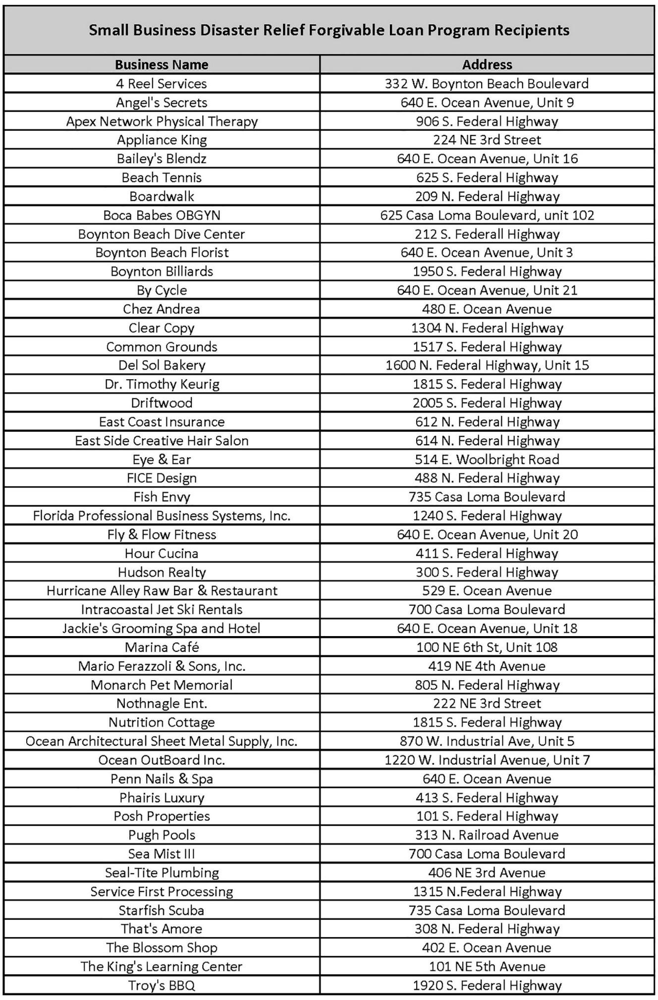 Small Business Disaster Relief Forgivable Loan Program Recipients
Business Name Address
4 Reel Services 332 W. Boynton Beach Boulevard
Angel's Secrets 640 E. Ocean Avenue, Unit 9
Apex Network Physical Therapy 906 S. Federal Highway
Appliance King 224 NE 3rd Street
Bailey's Blendz 640 E. Ocean Avenue, Unit 16
Beach Tennis 625 S. Federal Highway
Boardwalk 209 N. Federal Highway
Boca Babes OBGYN 625 Casa Loma Boulevard, unit 102
Boynton Beach Dive Center 212 S. Federall Highway
Boynton Beach Florist 640 E. Ocean Avenue, Unit 3
Boynton Billiards 1950 S. Federal Highway
By Cycle 640 E. Ocean Avenue, Unit 21
Chez Andrea 480 E. Ocean Avenue
Clear Copy 1304 N. Federal Highway
Common Grounds 1517 S. Federal Highway
Del Sol Bakery 1600 N. Federal Highway, Unit 15
Dr. Timothy Keurig 1815 S. Federal Highway
Driftwood 2005 S. Federal Highway
East Coast Insurance 612 N. Federal Highway
East Side Creative Hair Salon 614 N. Federal Highway
Eye & Ear 514 E. Woolbright Road
FICE Design 488 N. Federal Highway
Fish Envy 735 Casa Loma Boulevard
Florida Professional Business Systems, Inc. 1240 S. Federal Highway
Fly & Flow Fitness 640 E. Ocean Avenue, Unit 20
Hour Cucina 411 S. Federal Highway
Hudson Realty 300 S. Federal Highway
Hurricane Alley Raw Bar & Restaurant 529 E. Ocean Avenue
Intracoastal Jet Ski Rentals 700 Casa Loma Boulevard
Jackie's Grooming Spa and Hotel 640 E. Ocean Avenue, Unit 18
Marina Café 100 NE 6th St, Unit 108
Mario Ferazzoli & Sons, Inc. 419 NE 4th Avenue
Monarch Pet Memorial 805 N. Federal Highway
Nothnagle Ent. 222 NE 3rd Street
Nutrition Cottage 1815 S. Federal Highway
Ocean Architectural Sheet Metal Supply, Inc. 870 W. Industrial Ave, Unit 5
Ocean OutBoard Inc. 1220 W. Industrial Avenue, Unit 7
Penn Nails & Spa 640 E. Ocean Avenue
Phairis Luxury 413 S. Federal Highway
Posh Properties 101 S. Federal Highway
Pugh Pools 313 N. Railroad Avenue
Sea Mist III 700 Casa Loma Boulevard
Seal-Tite Plumbing 406 NE 3rd Avenue
Service First Processing 1315 N.Federal Highway
Starfish Scuba 735 Casa Loma Boulevard
That's Amore 308 N. Federal Highway
The Blossom Shop 402 E. Ocean Avenue
The King's Learning Center 101 NE 5th Avenue
Troy's BBQ 1920 S. Federal Highway